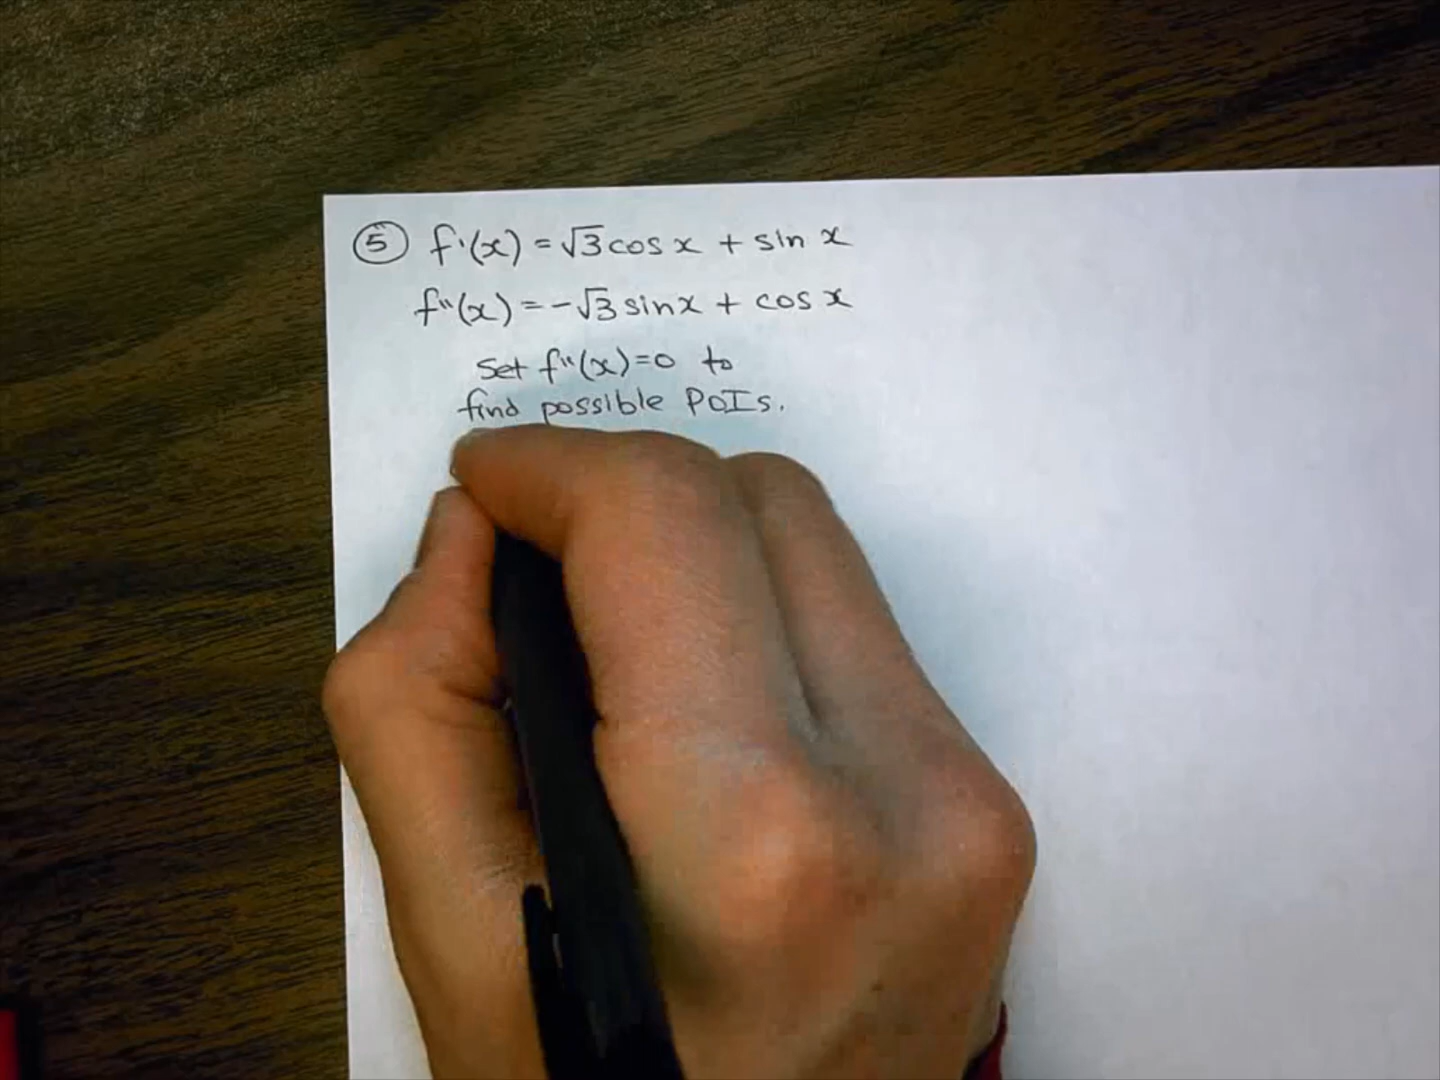 ⑤ f'(x) = √3 cos x + sin x
f''(x) = -√3 sin x + cos x
Set f''(x)=0 to
find possible POIs.